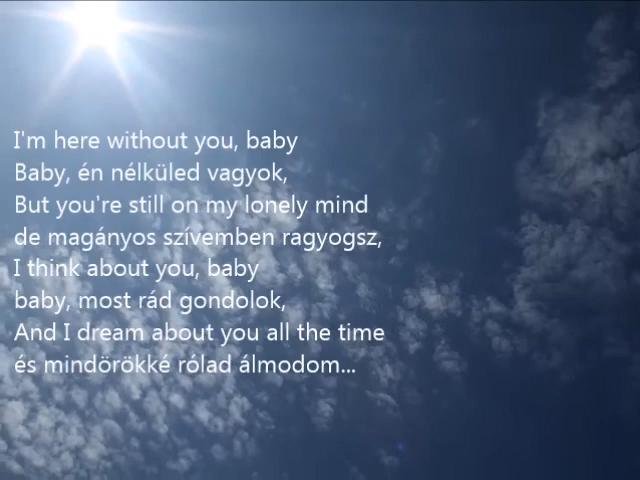 I'm here without you, baby
Baby, én nélküled vagyok,
But you're still on my lonely mind
de magányos szívemben ragyogsz,
I think about you, baby
baby, most rád gondolok,
And I dream about you all the time
és mindörökké rólad álmodom...